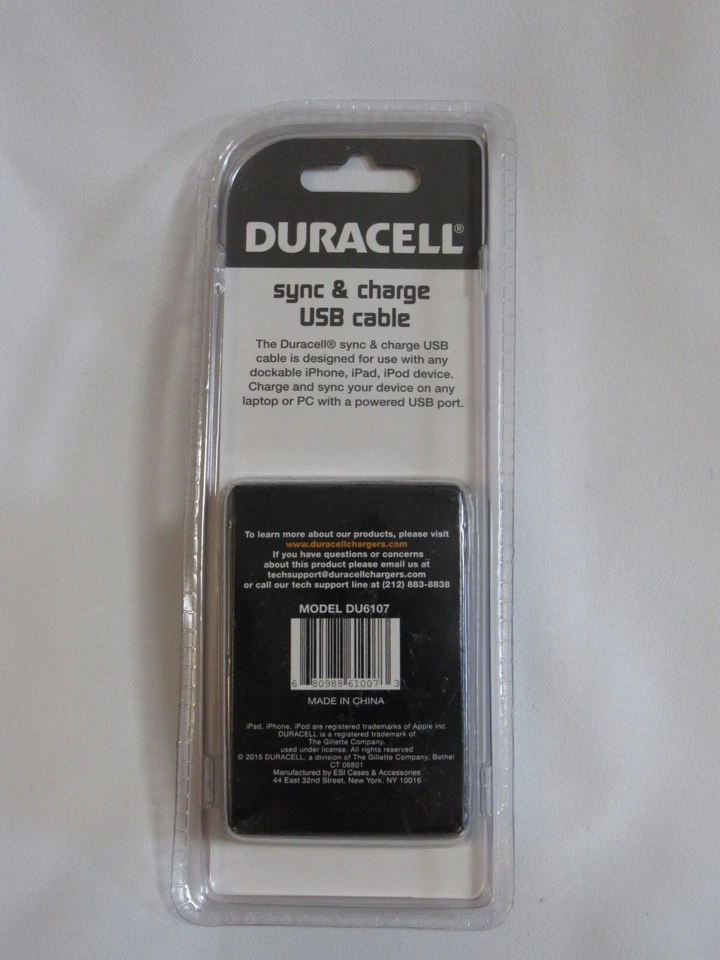 DURACELL®
sync & charge
USB cable
The Duracell® sync & charge USB
cable is designed for use with any
dockable iPhone, iPad, iPod device.
Charge and sync your device on any
laptop or PC with a powered USB port.
To learn more about our products, please visit
www.duracellchargers.com
If you have questions or concerns
about this product please email us at
techsupport@duracellchargers.com
or call our tech support line at (212) 883-8838
MODEL DU6107
6 80988 61007 3
MADE IN CHINA
iPad, iPhone, iPod are registered trademarks of Apple Inc
DURACELL is a registered trademark of
The Gillette Company,
used under license. All rights reserved
© 2015 DURACELL, a division of The Gillette Company, Bethel
CT 06801
Manufactured by ESI Cases & Accessories
44 East 32nd Street, New York, NY 10016